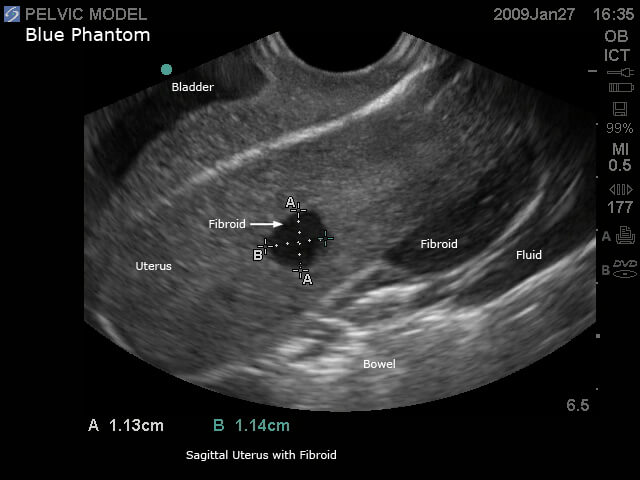 PELVIC MODEL
2009Jan27 16:35
Blue Phantom
OB
ICT
Bladder
99%
MI
0.5
177
A
Fibroid
A
B
Fibroid
Fluid
Uterus
B DVD
A
Bowel
6.5
A 1.13cm B 1.14cm
Sagittal Uterus with Fibroid